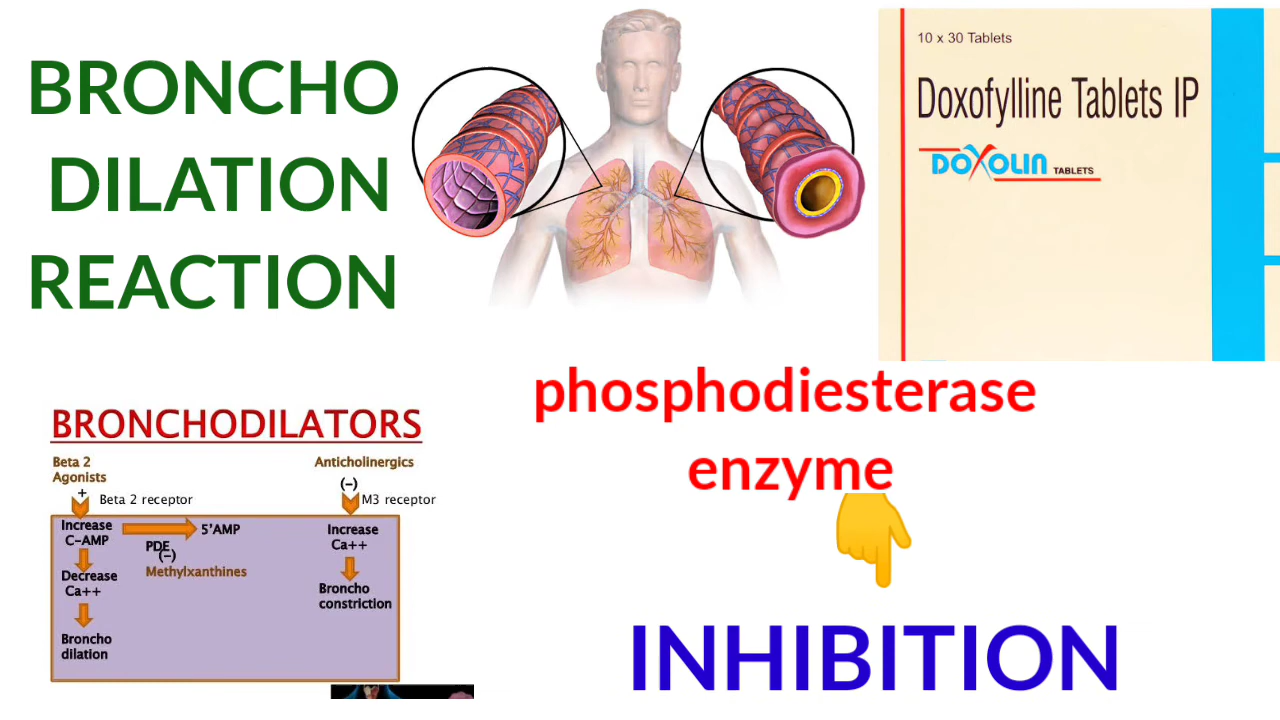 BRONCHO
DILATION
REACTION
10 x 30 Tablets
Doxofylline Tablets IP
DOXOLIN TABLETS
phosphodiesterase
enzyme
INHIBITION
BRONCHODILATORS
Beta 2
Agonists
+
Beta 2 receptor
Increase
C-AMP
5'AMP
PDE
(-)
Methylxanthines
Decrease
Ca++
Broncho
dilation
Anticholinergics
(-)
M3 receptor
Increase
Ca++
Broncho
constriction